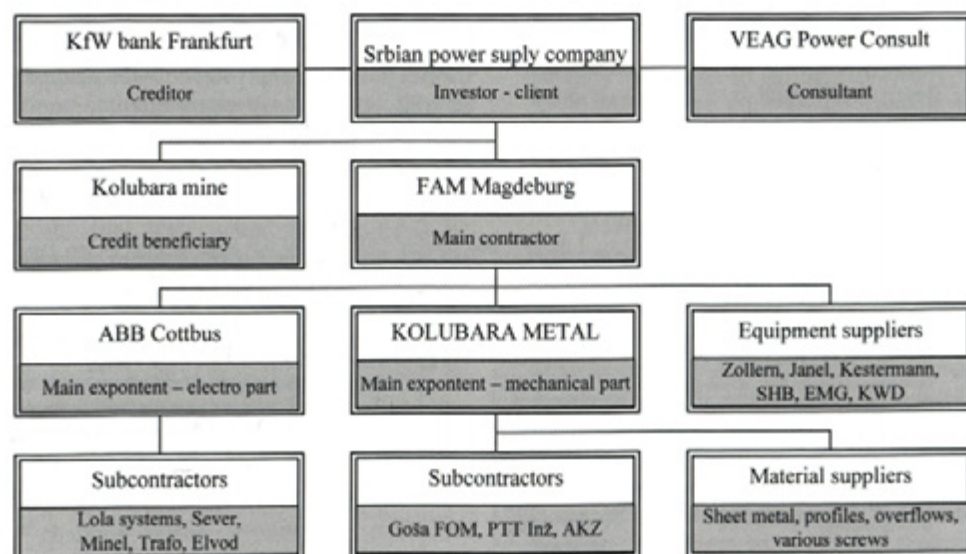 KfW bank Frankfurt
Creditor
Srbian power suply company
Investor - client
VEAG Power Consult
Consultant
Kolubara mine
Credit beneficiary
FAM Magdeburg
Main contractor
ABB Cottbus
Main expontent – electro part
KOLUBARA METAL
Main expontent – mechanical part
Equipment suppliers
Zollern, Janel, Kestermann,
SHB, EMG, KWD
Subcontractors
Lola systems, Sever,
Minel, Trafo, Elvod
Subcontractors
Goša FOM, PTT Inž, AKZ
Material suppliers
Sheet metal, profiles, overflows,
various screws